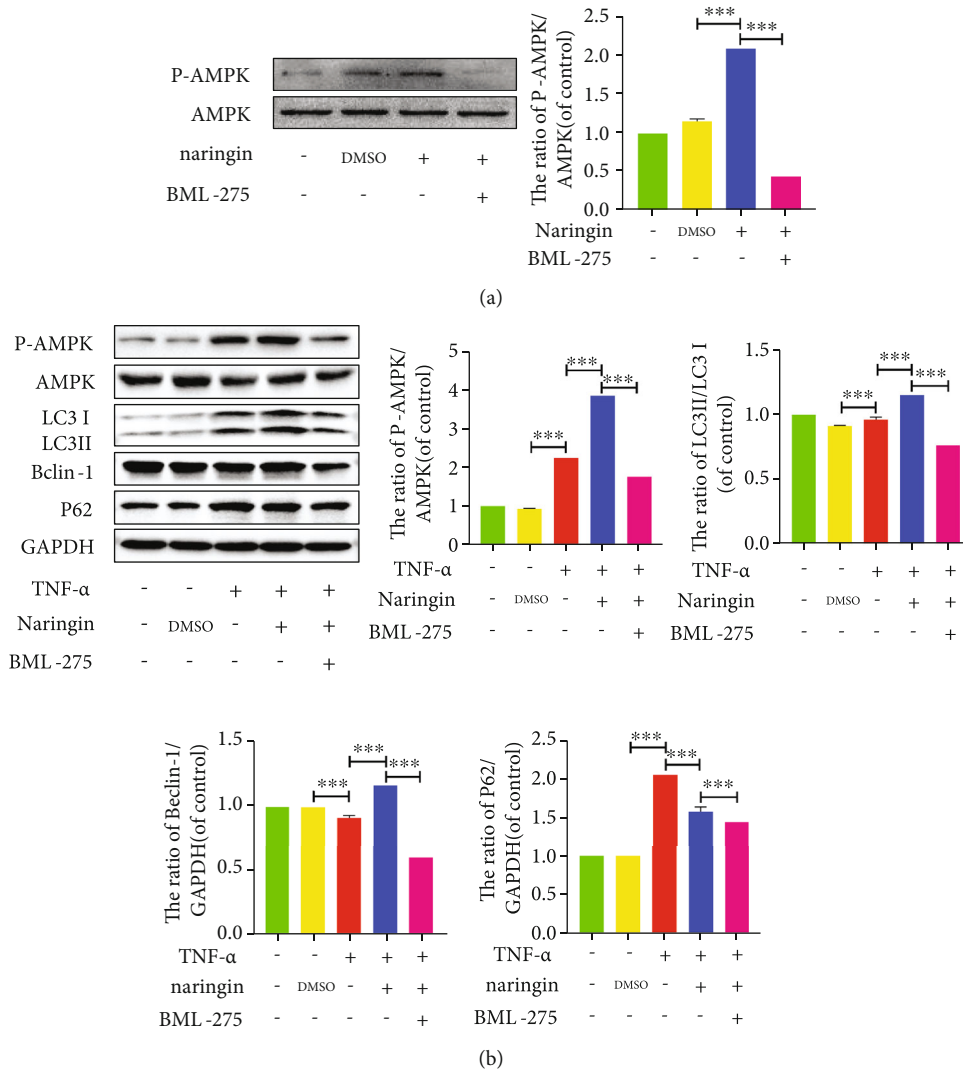 P-AMPK
AMPK
naringin - DMSO + +
BML -275 - - - +
The ratio of P -AMPK/
AMPK(of control)
2.5
2.0
1.5
1.0
0.5
0.0
*** ***
Naringin - DMSO + +
BML -275 - - - +
(a)
P-AMPK
AMPK
LC3 I
LC3II
Bclin -1
P62
GAPDH
TNF-α - - + + +
Naringin - DMSO - + +
BML -275 - - - - +
The ratio of P -AMPK/
AMPK(of control)
5
4
3
2
1
0
*** *** ***
TNF-α - - + + +
Naringin - DMSO - + +
BML -275 - - - - +
The ratio of LC3II/LC3 I
(of control)
1.5
1.0
0.5
0.0
*** *** ***
TNF-α - - + + +
Naringin - DMSO - + +
BML -275 - - - - +
The ratio of Beclin-1/
GAPDH(of control)
1.5
1.0
0.5
0.0
*** *** ***
TNF-α - - + + +
naringin - DMSO - + +
BML -275 - - - - +
The ratio of P62/
GAPDH(of control)
2.5
2.0
1.5
1.0
0.5
0.0
*** *** ***
TNF-α - - + + +
naringin - DMSO - + +
BML -275 - - - - +
(b)